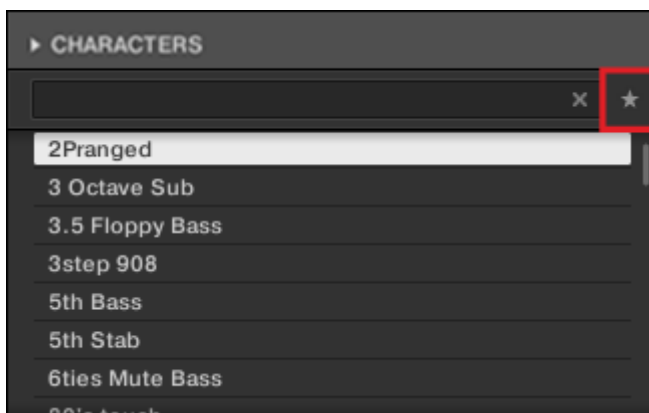 CHARACTERS
2Pranged
3 Octave Sub
3.5 Floppy Bass
3step 908
5th Bass
5th Stab
6ties Mute Bass